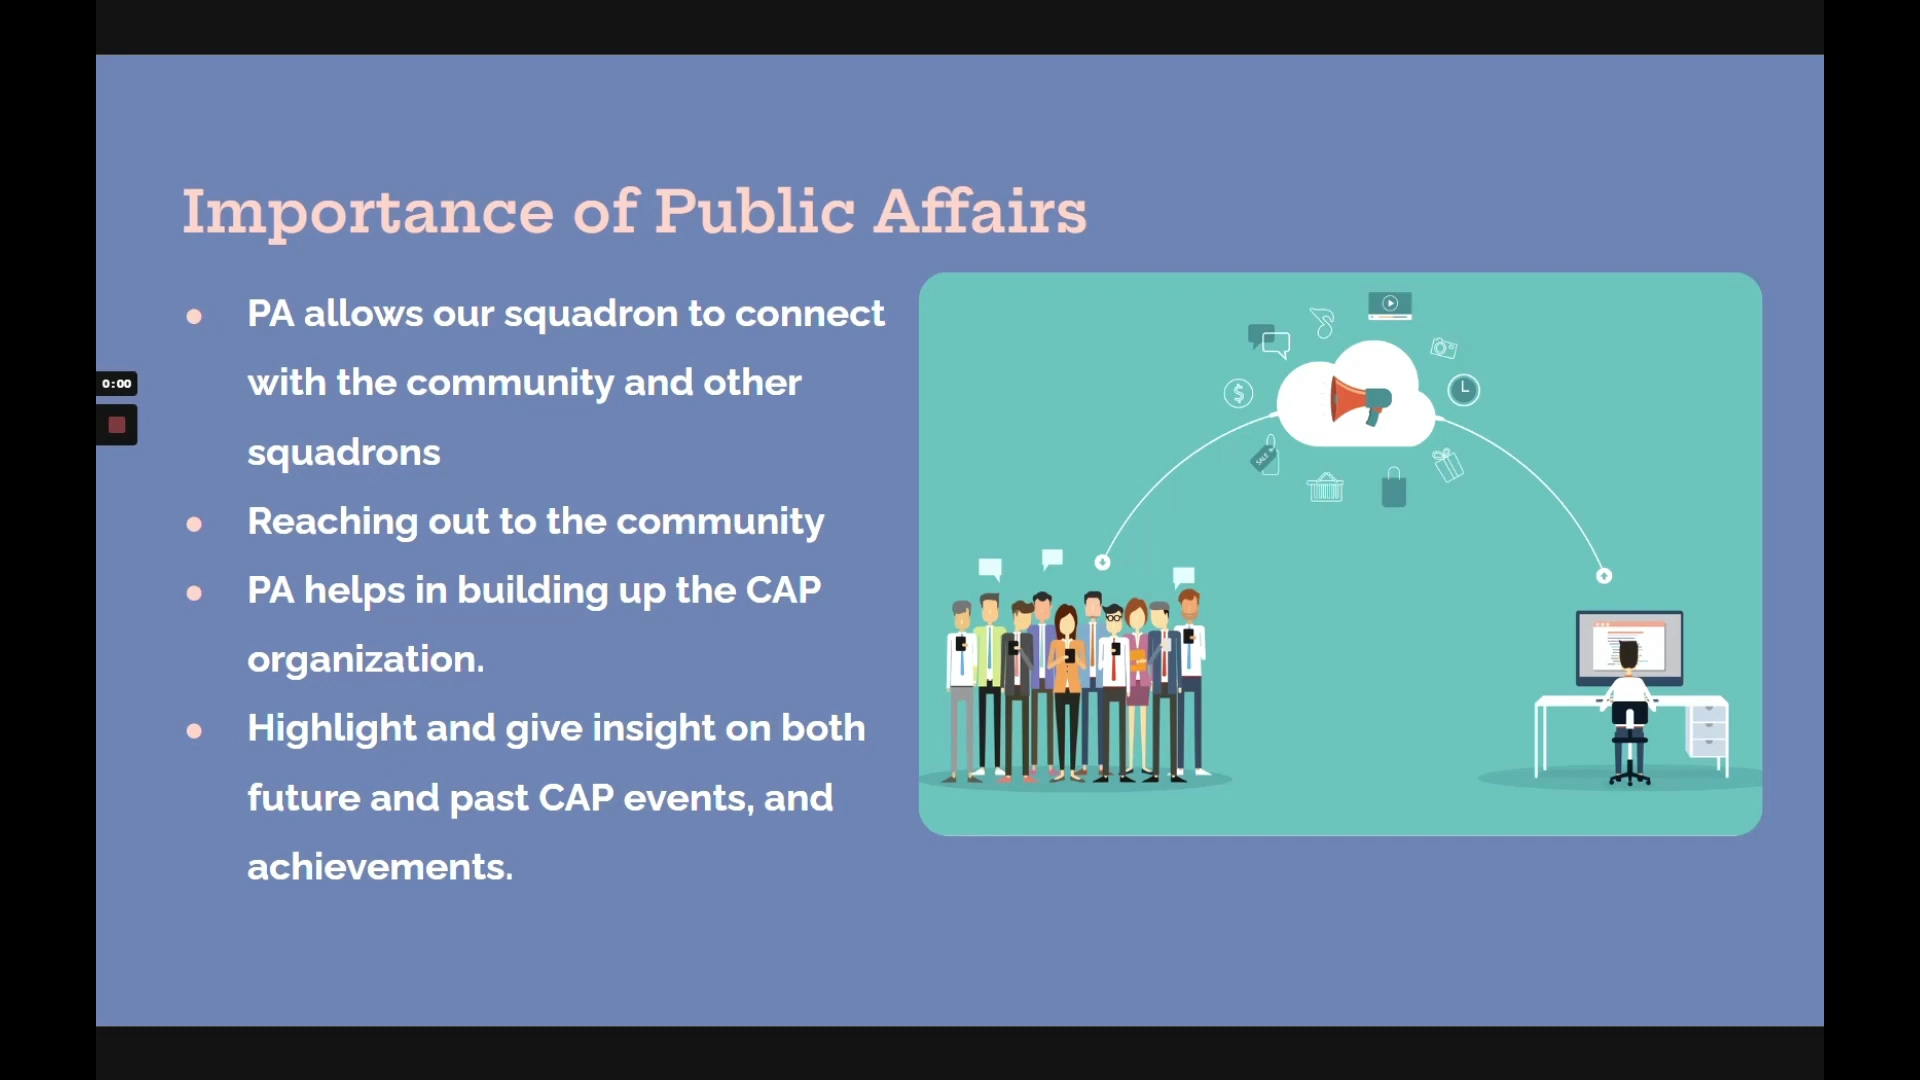 Importance of Public Affairs
● PA allows our squadron to connect
with the community and other
squadrons
● Reaching out to the community
● PA helps in building up the CAP
organization.
● Highlight and give insight on both
future and past CAP events, and
achievements.
0:00
$
SALE